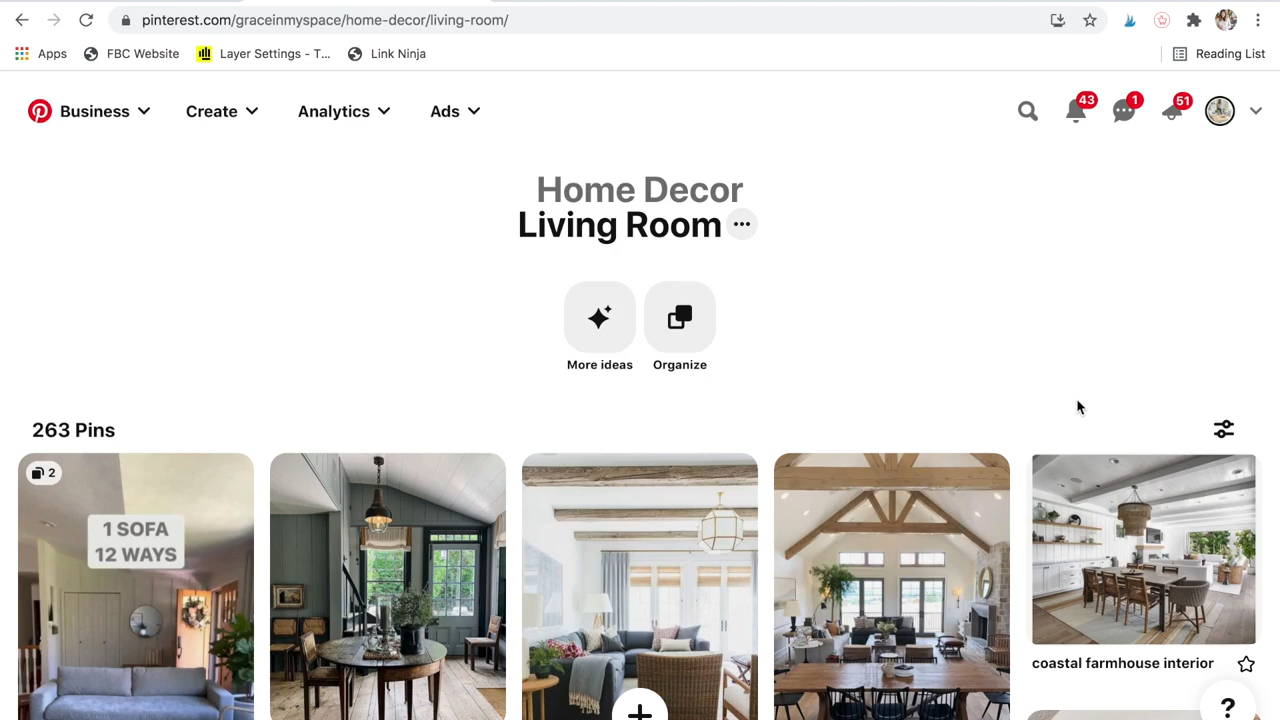 pinterest.com/graceinmyspace/home-decor/living-room/
Apps FBC Website Layer Settings - T... Link Ninja Reading List
Business Create Analytics Ads 43 1 51
Home Decor
Living Room
More ideas Organize
263 Pins
2
1 SOFA
12 WAYS
coastal farmhouse interior
?